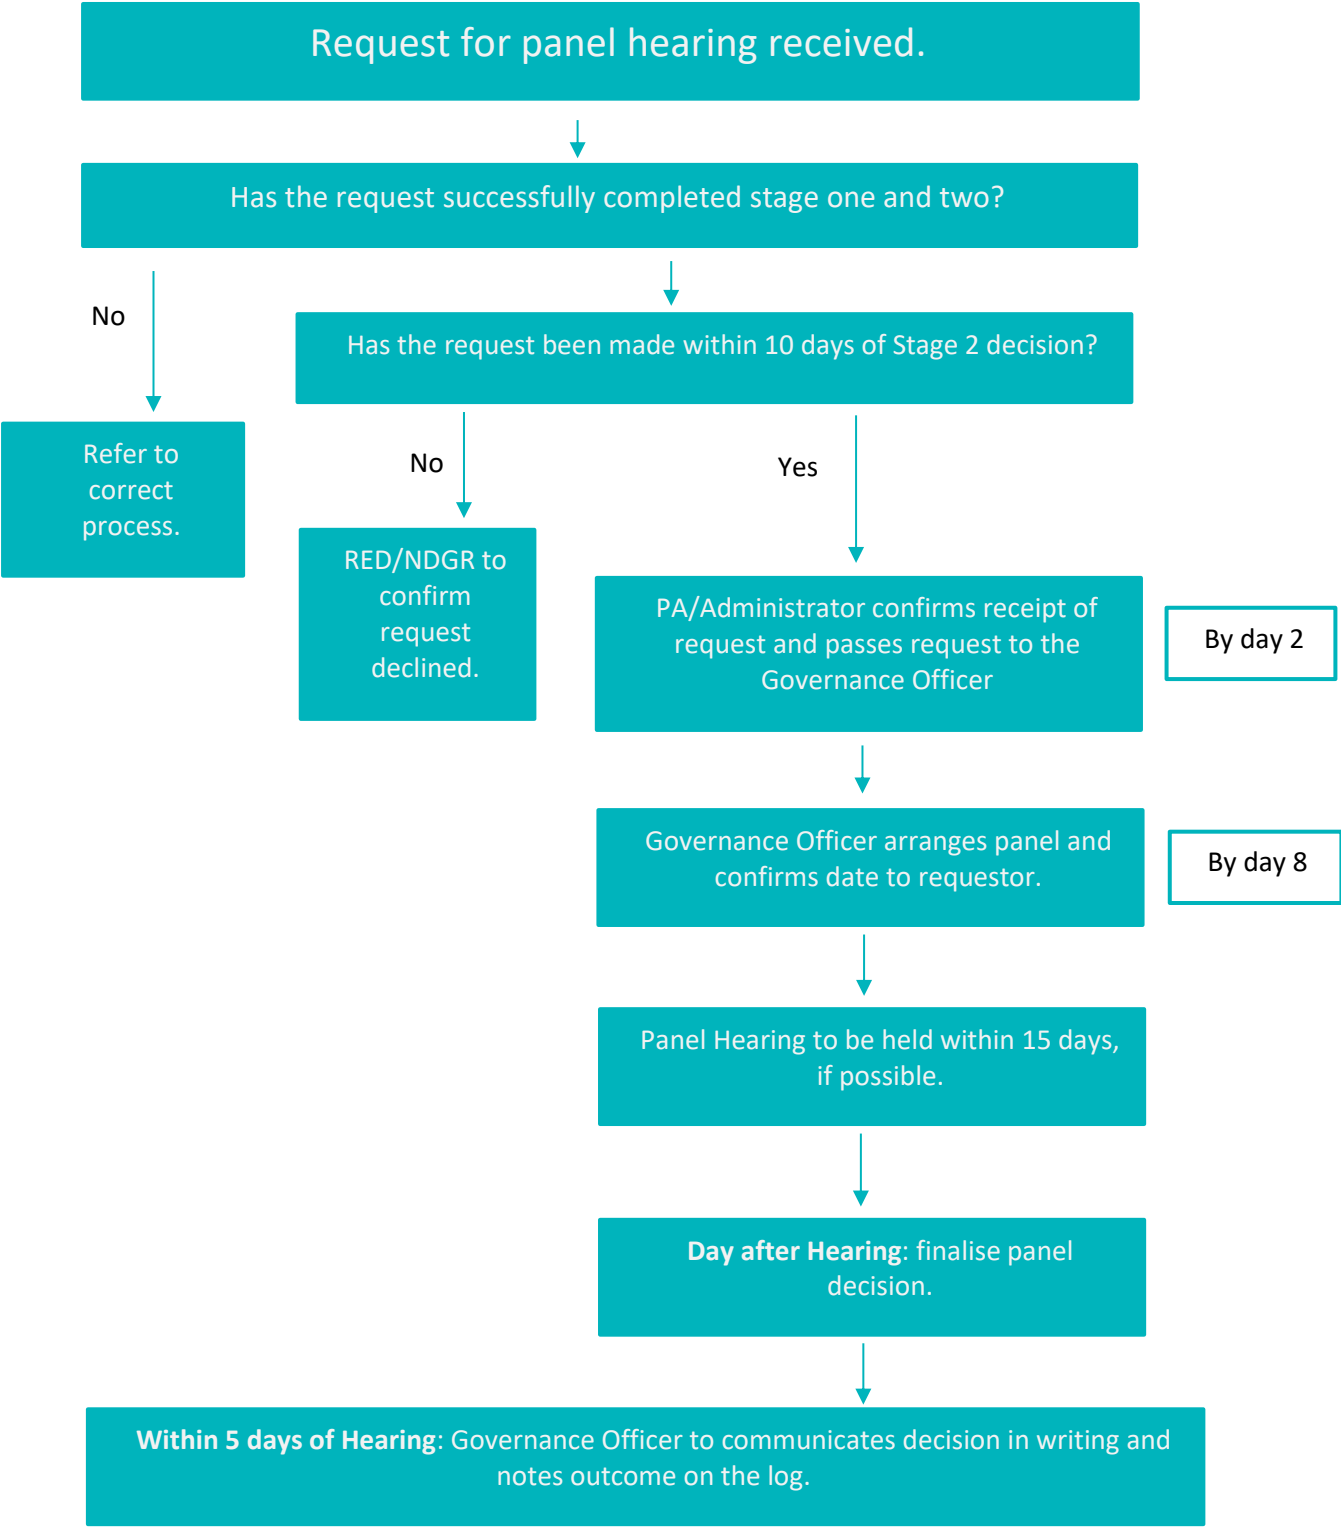 Request for panel hearing received.
Has the request successfully completed stage one and two?
No
Has the request been made within 10 days of Stage 2 decision?
Refer to
correct
process.
No
Yes
RED/NDGR to
confirm
request
declined.
PA/Administrator confirms receipt of
request and passes request to the
Governance Officer
By day 2
Governance Officer arranges panel and
confirms date to requestor.
By day 8
Panel Hearing to be held within 15 days,
if possible.
Day after Hearing: finalise panel
decision.
Within 5 days of Hearing: Governance Officer to communicates decision in writing and
notes outcome on the log.